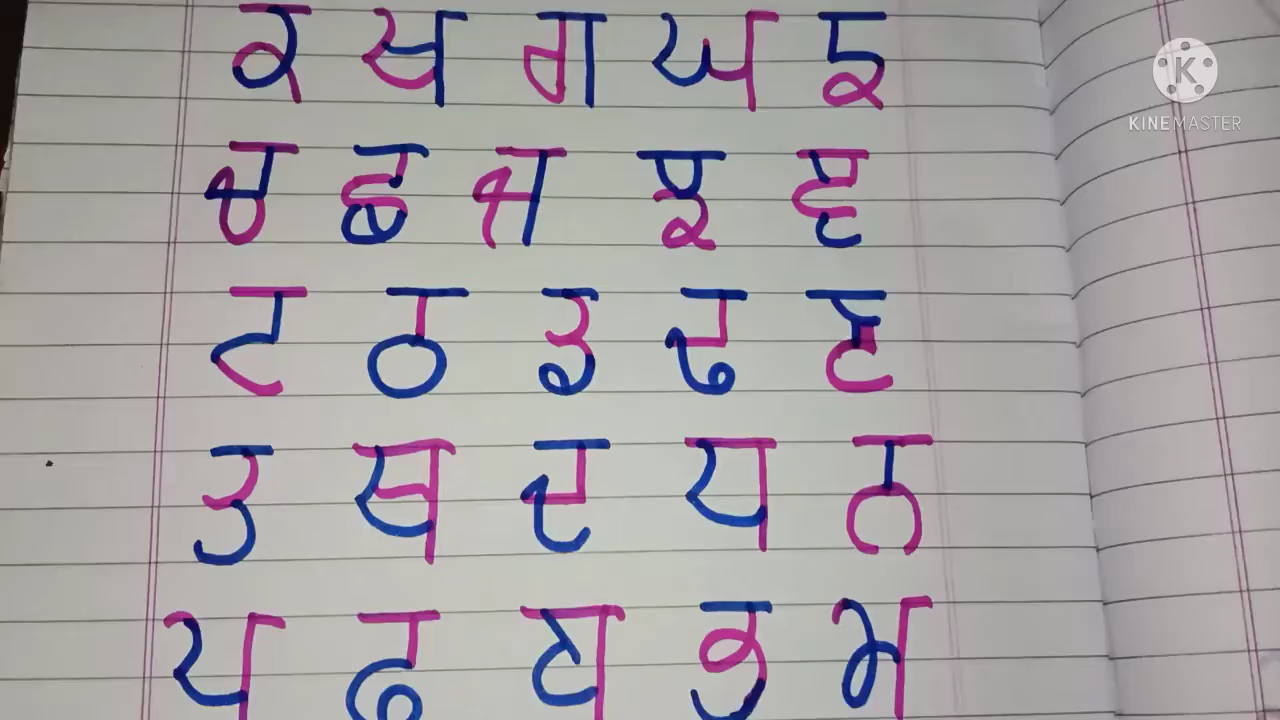 ਕ ਖ ਗ ਘ ਙ
KINEMASTER
ਚ ਛ ਜ ਝ ਞ
ਟ ਠ ਡ ਢ ਣ
ਤ ਥ ਦ ਧ ਨ
ਪ ਫ ਬ ਭ ਮ